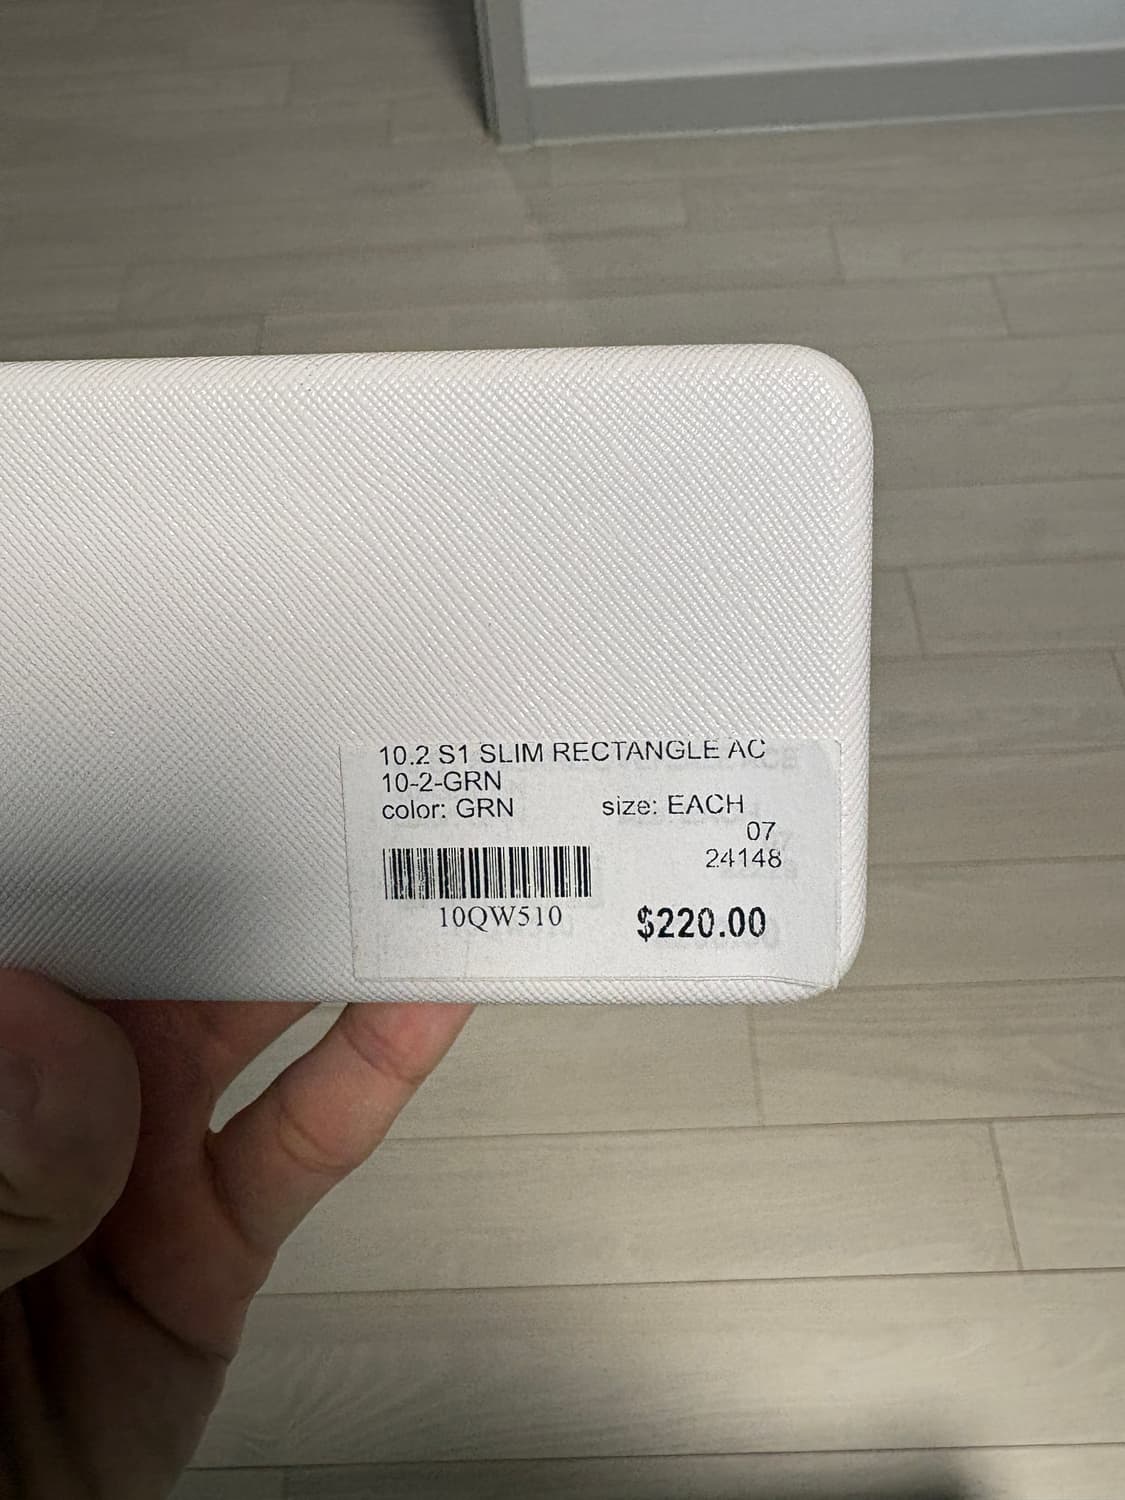 10.2 S1 SLIM RECTANGLE AC
10-2-GRN
color: GRN size: EACH
07
24148
10QW510
$220.00